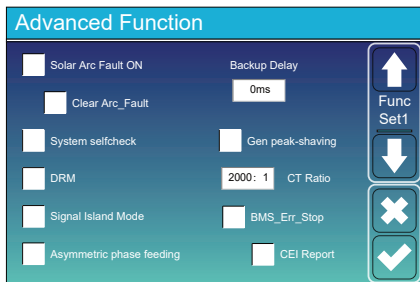 Advanced Function
Solar Arc Fault ON
Backup Delay
0ms
Clear Arc_Fault
Func
Set1
System selfcheck
Gen peak-shaving
DRM
2000: 1
CT Ratio
Signal Island Mode
BMS_Err_Stop
Asymmetric phase feeding
CEI Report